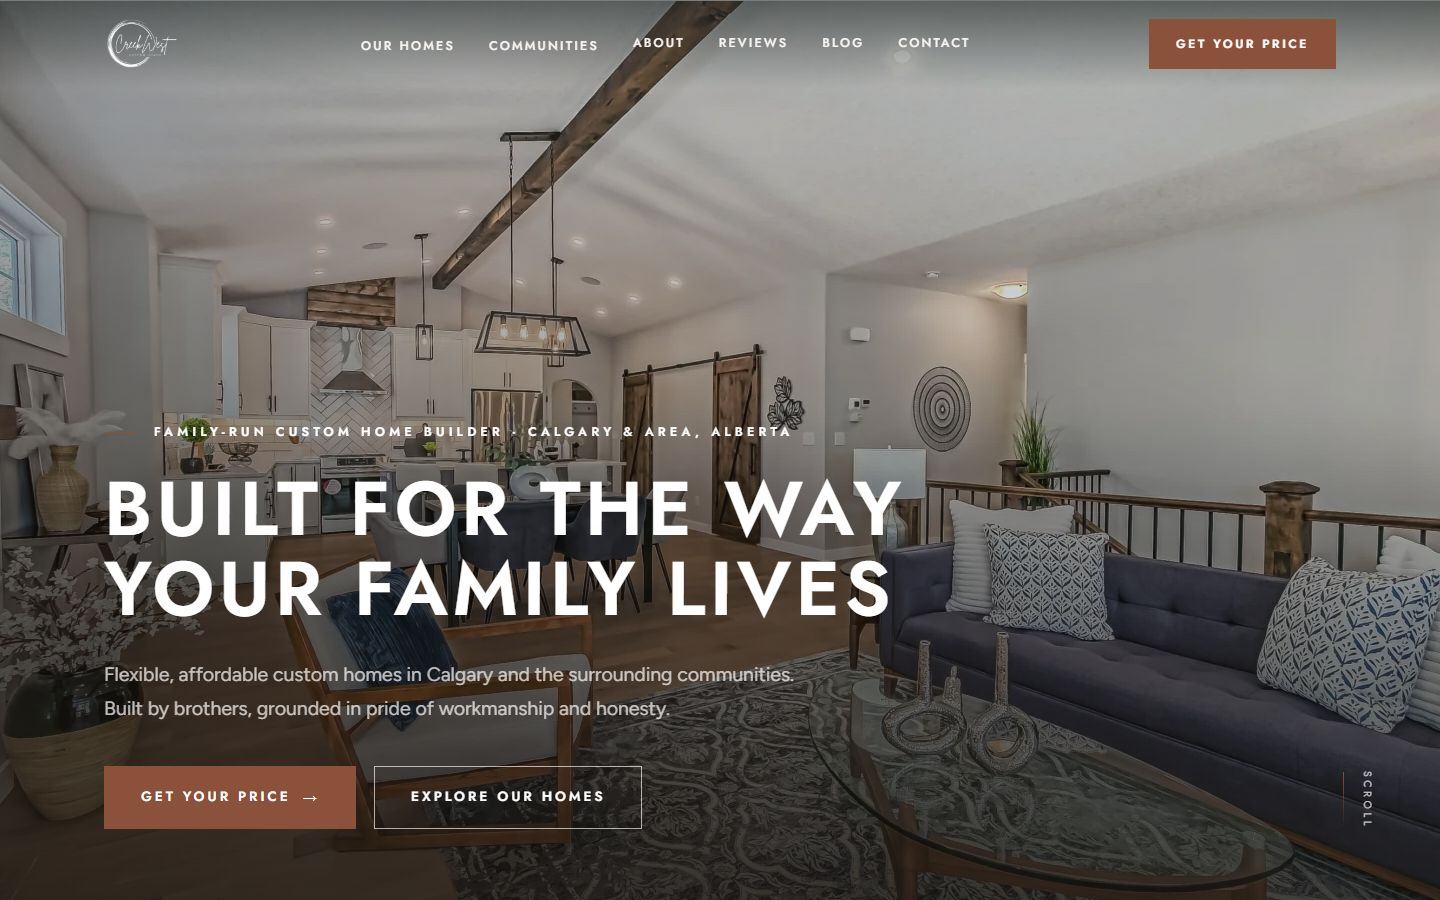 Creek West
OUR HOMES
COMMUNITIES
ABOUT
REVIEWS
BLOG
CONTACT
GET YOUR PRICE
FAMILY-RUN CUSTOM HOME BUILDER · CALGARY & AREA, ALBERTA
BUILT FOR THE WAY
YOUR FAMILY LIVES
Flexible, affordable custom homes in Calgary and the surrounding communities.
Built by brothers, grounded in pride of workmanship and honesty.
GET YOUR PRICE →
EXPLORE OUR HOMES
SCROLL